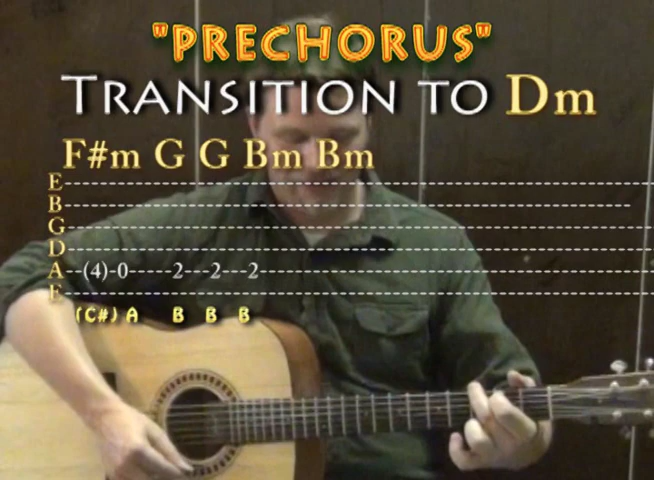 "PRECHORUS"
TRANSITION TO Dm
F#m G G Bm Bm
E--------------------------------------------------
B--------------------------------------------------
G--------------------------------------------------
D--------------------------------------------------
A--(4)-0-----2---2---2-----------------------------
E--------------------------------------------------
(C#) A B B B